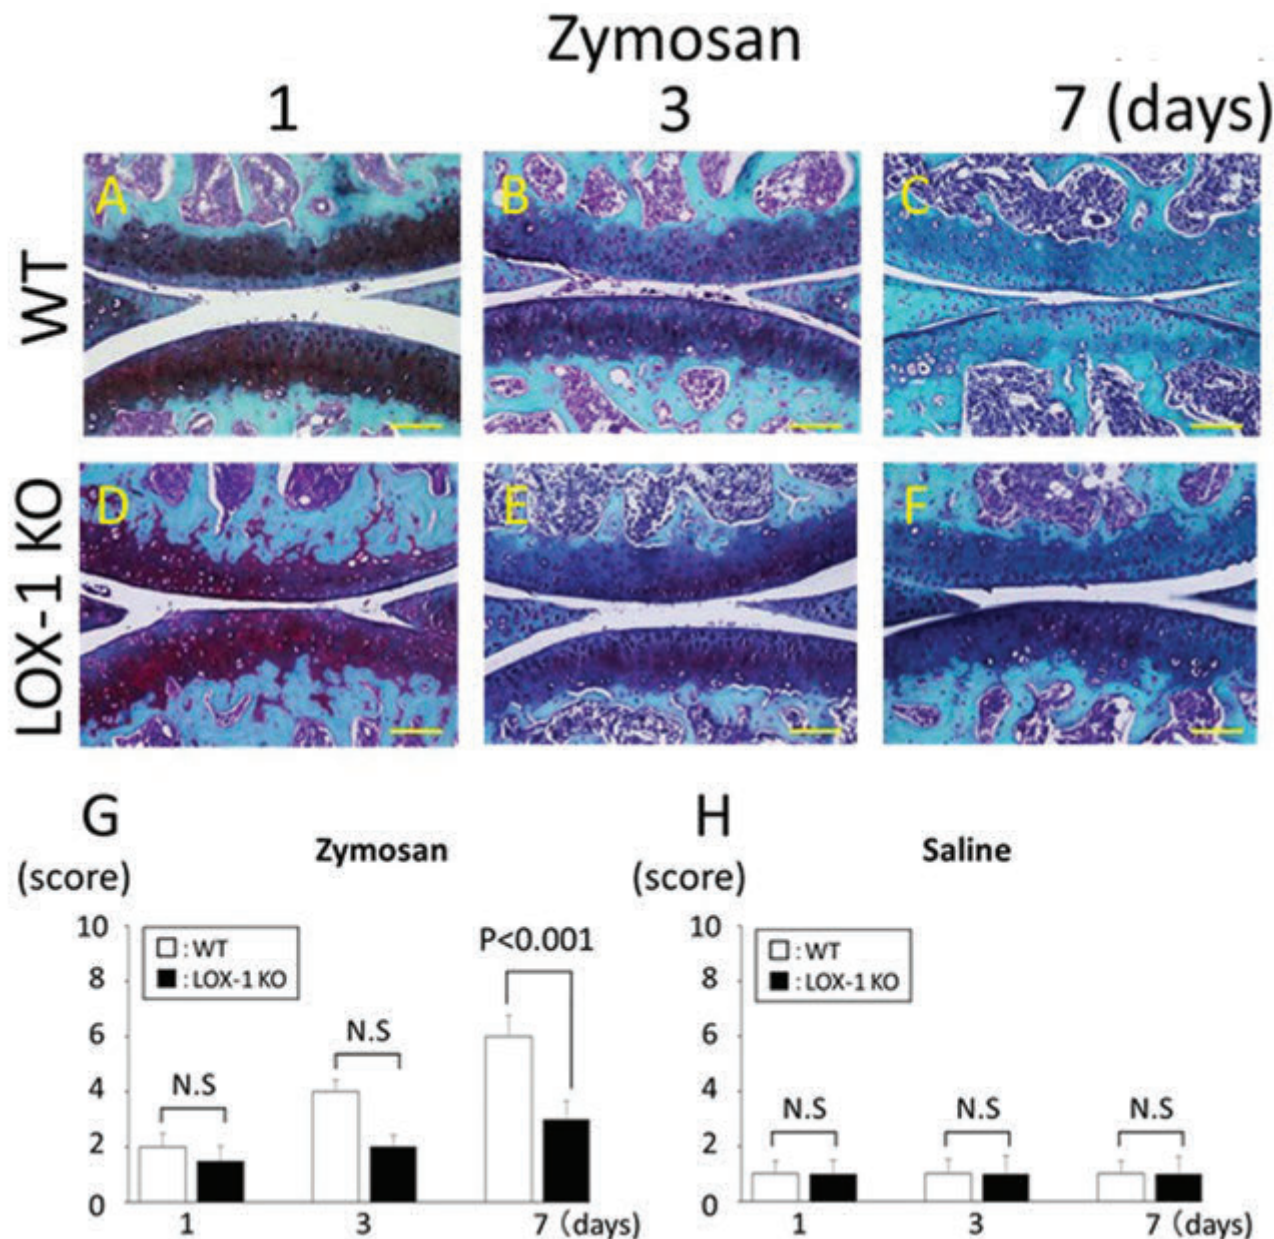 Zymosan
1 3 7 (days)
WT
A B C
LOX-1 KO
D E F
G
Zymosan
(score)
10
8
6
4
2
0
: WT
: LOX-1 KO
N.S
N.S
P<0.001
1 3 7 (days)
H
Saline
(score)
10
8
6
4
2
0
: WT
: LOX-1 KO
N.S
N.S
N.S
1 3 7 (days)